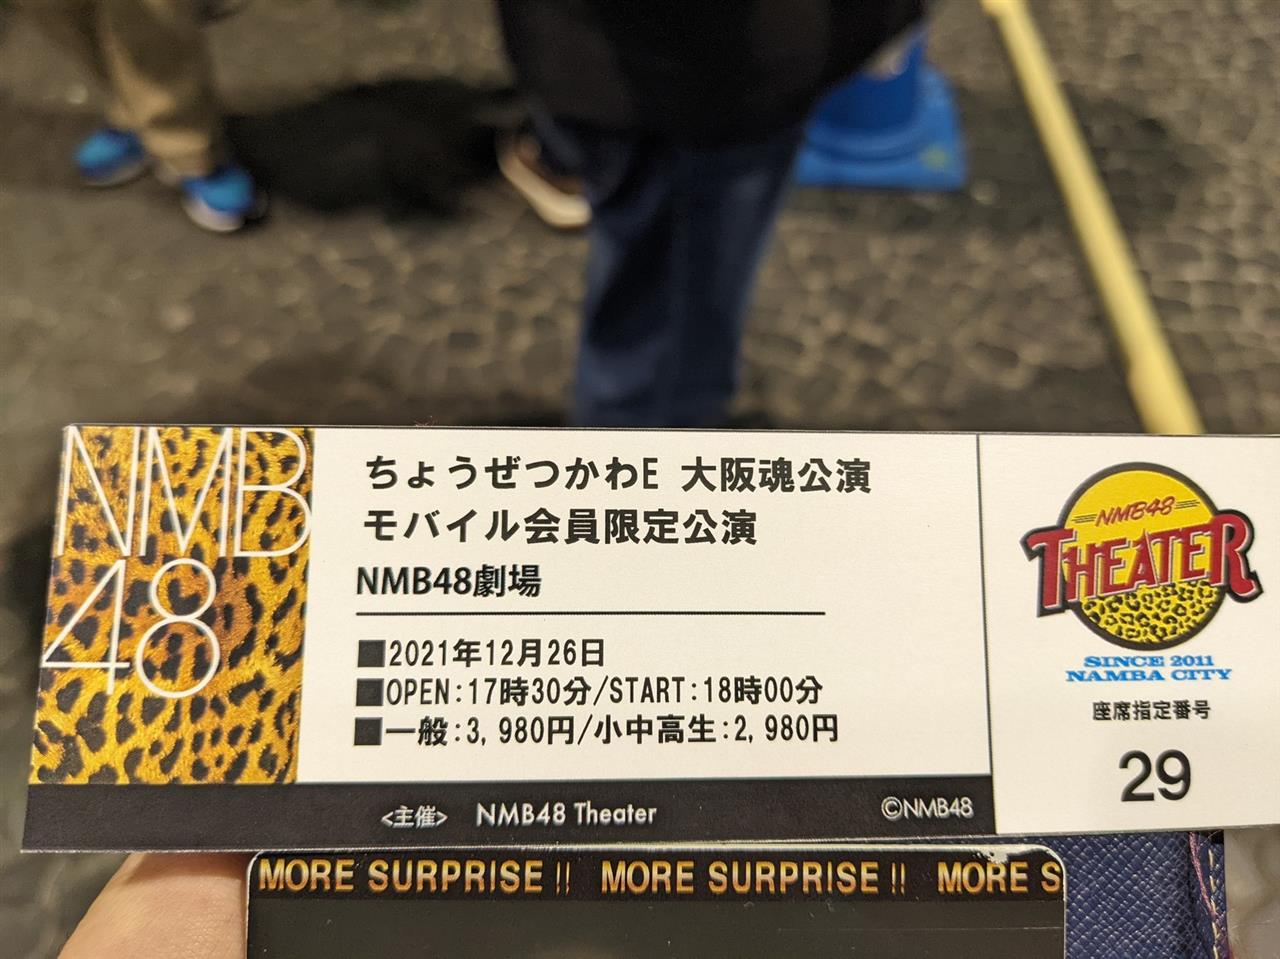 NMB
48
ちょうぜつかわE 大阪魂公演
モバイル会員限定公演
NMB48劇場
■2021年12月26日
■OPEN:17時30分/START:18時00分
■一般:3,980円/小中高生:2,980円
<主催> NMB48 Theater
©NMB48
NMB48
THEATER
SINCE 2011
NAMBA CITY
座席指定番号
29
MORE SURPRISE !! MORE SURPRISE !! MORE S